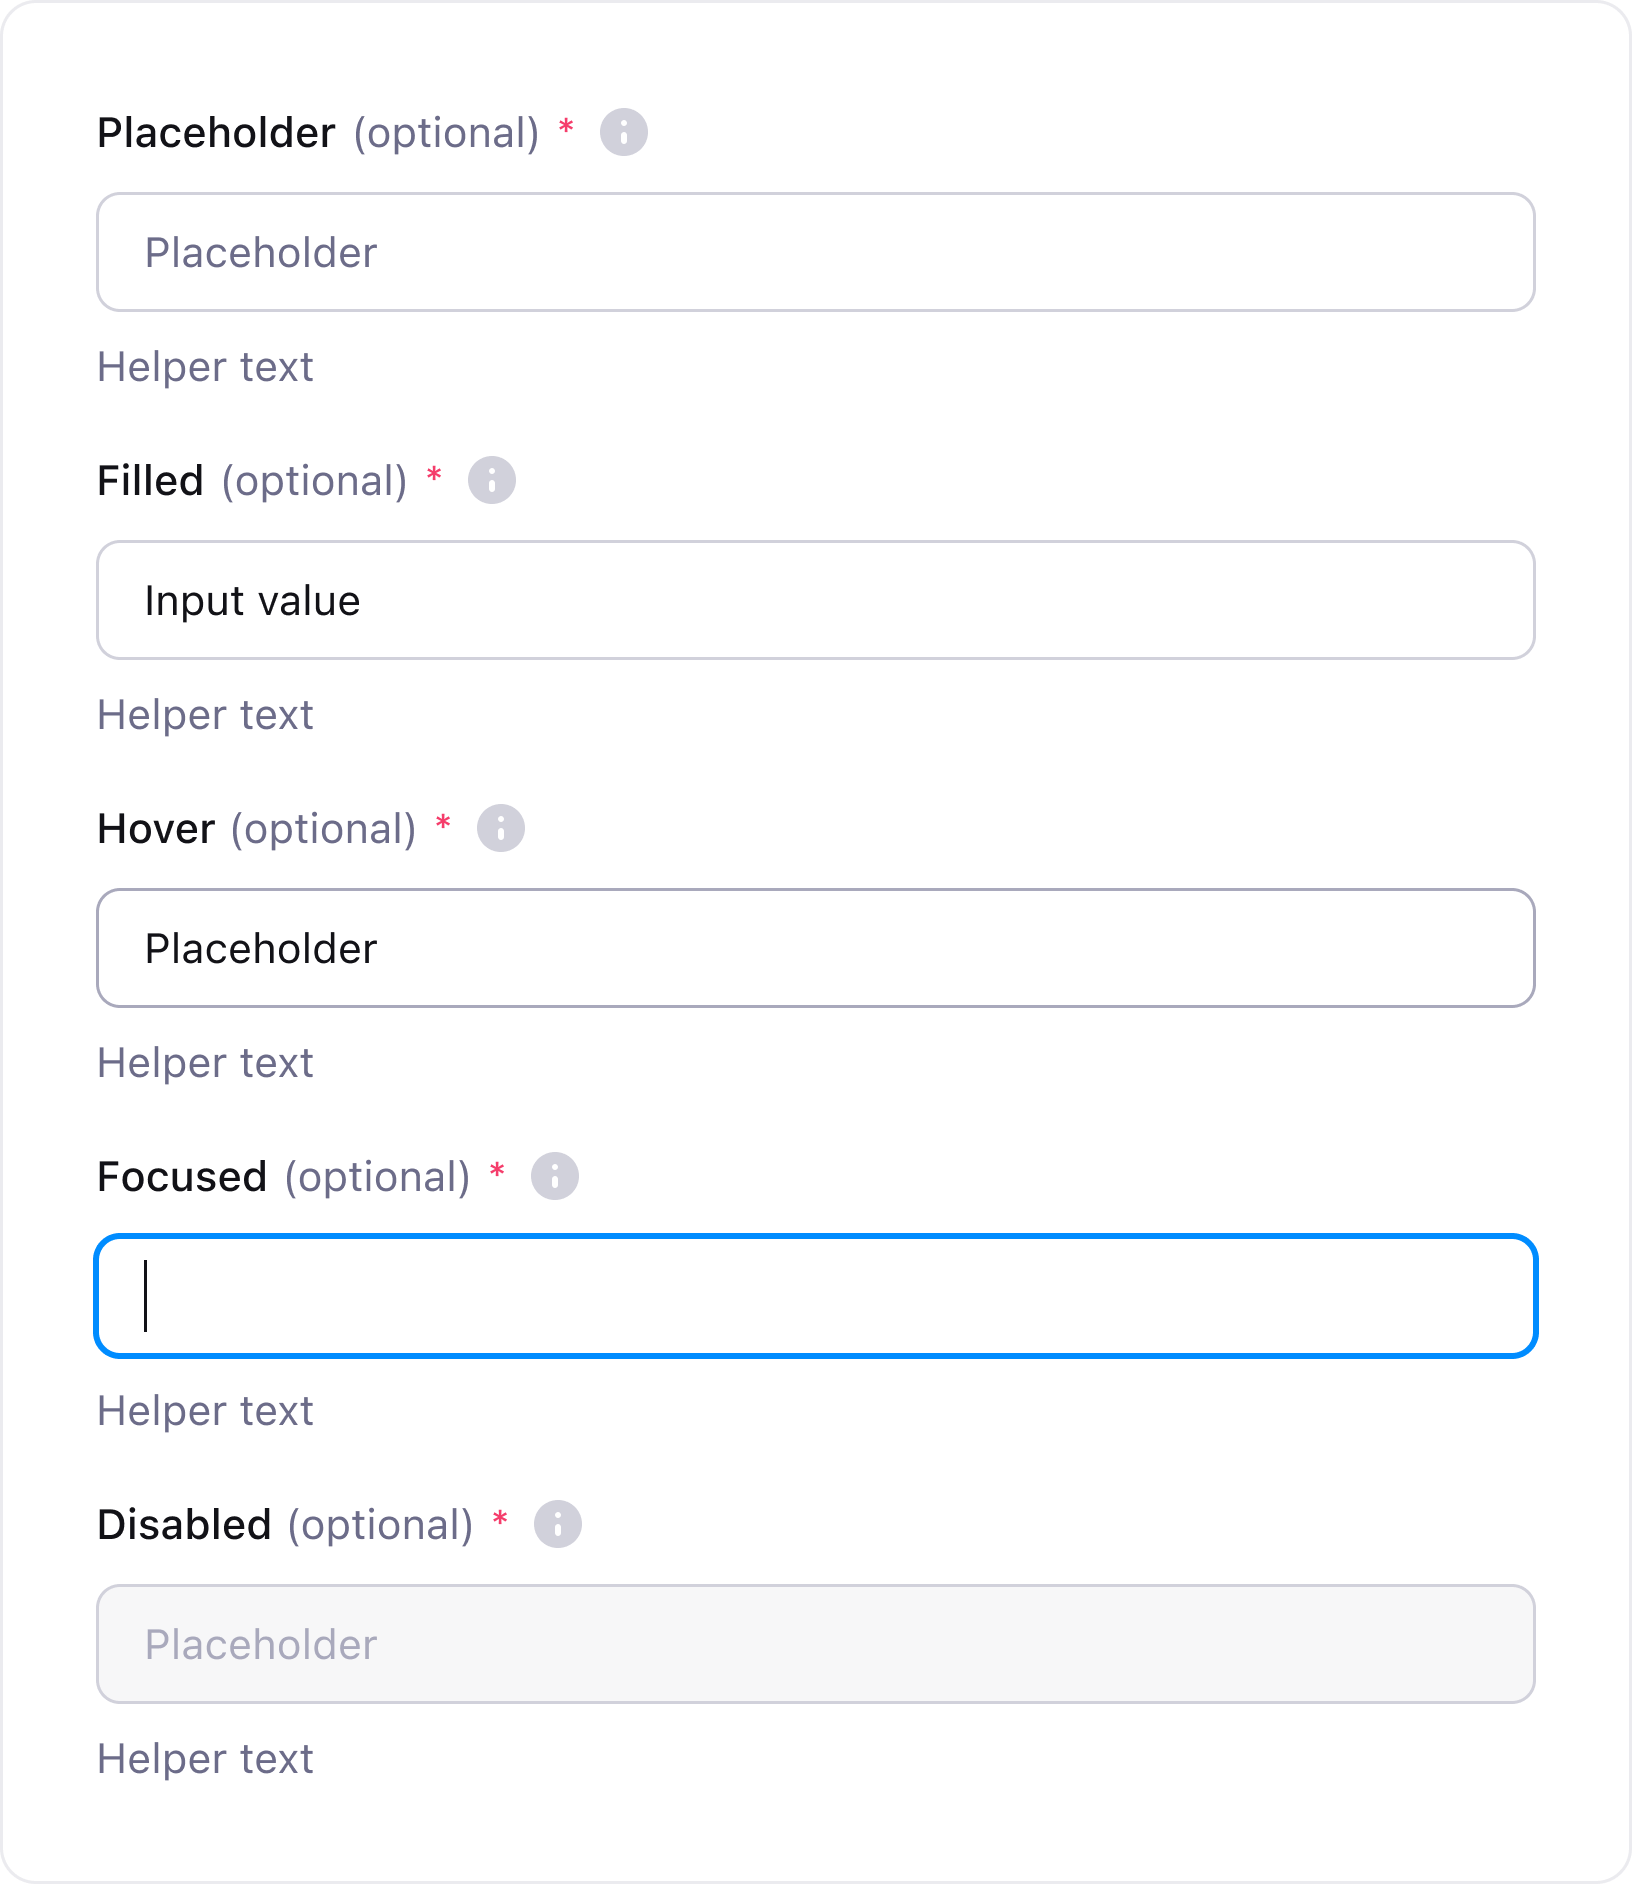 Placeholder (optional) *
Placeholder
Helper text
Filled (optional) *
Input value
Helper text
Hover (optional) *
Placeholder
Helper text
Focused (optional) *
Helper text
Disabled (optional) *
Placeholder
Helper text